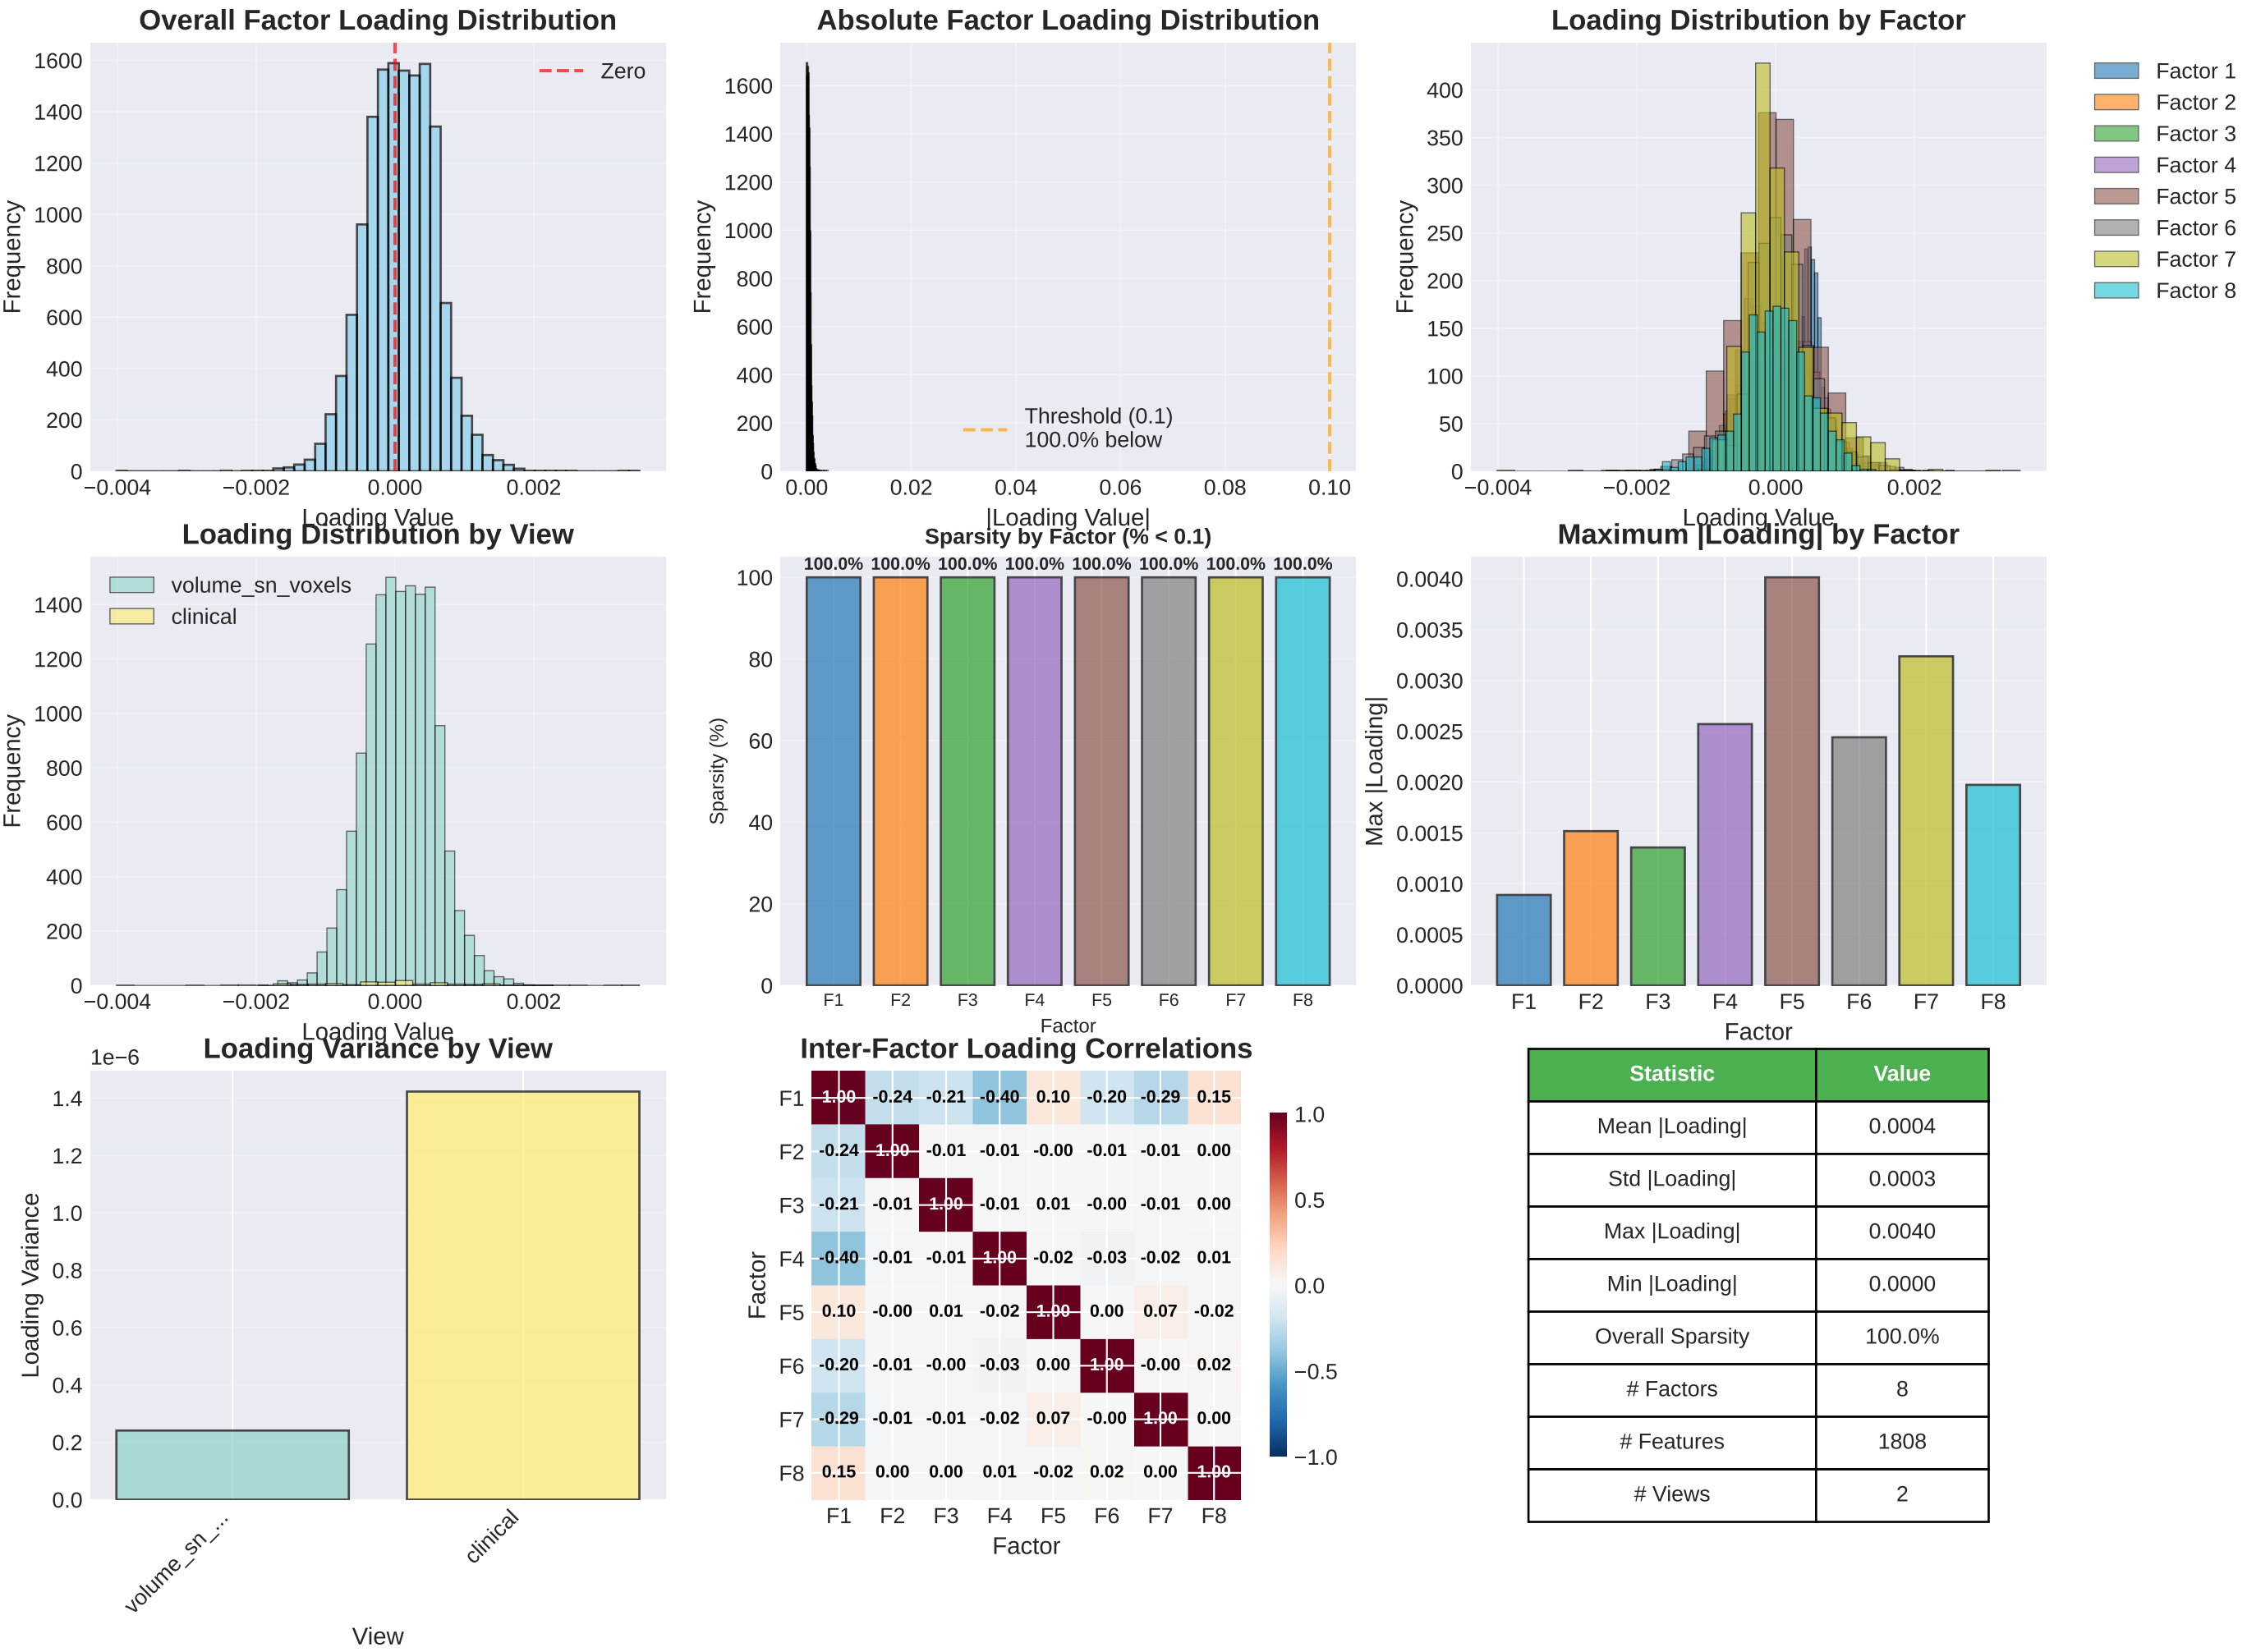 Overall Factor Loading Distribution
Frequency
1600
1400
1200
1000
800
600
400
200
0
Zero
−0.004 −0.002 0.000 0.002
Loading Value
Absolute Factor Loading Distribution
Frequency
1600
1400
1200
1000
800
600
400
200
0
Threshold (0.1)
100.0% below
0.00 0.02 0.04 0.06 0.08 0.10
|Loading Value|
Loading Distribution by Factor
Frequency
400
350
300
250
200
150
100
50
0
−0.004 −0.002 0.000 0.002
Loading Value
Factor 1
Factor 2
Factor 3
Factor 4
Factor 5
Factor 6
Factor 7
Factor 8
Loading Distribution by View
Frequency
1400
1200
1000
800
600
400
200
0
volume_sn_voxels
clinical
−0.004 −0.002 0.000 0.002
Loading Value
Sparsity by Factor (% < 0.1)
Sparsity (%)
100.0% 100.0% 100.0% 100.0% 100.0% 100.0% 100.0% 100.0%
100
80
60
40
20
0
F1 F2 F3 F4 F5 F6 F7 F8
Factor
Maximum |Loading| by Factor
Max |Loading|
0.0040
0.0035
0.0030
0.0025
0.0020
0.0015
0.0010
0.0005
0.0000
F1 F2 F3 F4 F5 F6 F7 F8
Factor
Loading Variance by View
1e−6
Loading Variance
1.4
1.2
1.0
0.8
0.6
0.4
0.2
0.0
volume_sn_... clinical
View
Inter-Factor Loading Correlations
Factor
F1 1.00 -0.24 -0.21 -0.40 0.10 -0.20 -0.29 0.15
F2 -0.24 1.00 -0.01 -0.01 -0.00 -0.01 -0.01 0.00
F3 -0.21 -0.01 1.00 -0.01 0.01 -0.00 -0.01 0.00
F4 -0.40 -0.01 -0.01 1.00 -0.02 -0.03 -0.02 0.01
F5 0.10 -0.00 0.01 -0.02 1.00 0.00 0.07 -0.02
F6 -0.20 -0.01 -0.00 -0.03 0.00 1.00 -0.00 0.02
F7 -0.29 -0.01 -0.01 -0.02 0.07 -0.00 1.00 0.00
F8 0.15 0.00 0.00 0.01 -0.02 0.02 0.00 1.00
F1 F2 F3 F4 F5 F6 F7 F8
Factor
1.0
0.5
0.0
−0.5
−1.0
Statistic Value
Mean |Loading| 0.0004
Std |Loading| 0.0003
Max |Loading| 0.0040
Min |Loading| 0.0000
Overall Sparsity 100.0%
# Factors 8
# Features 1808
# Views 2